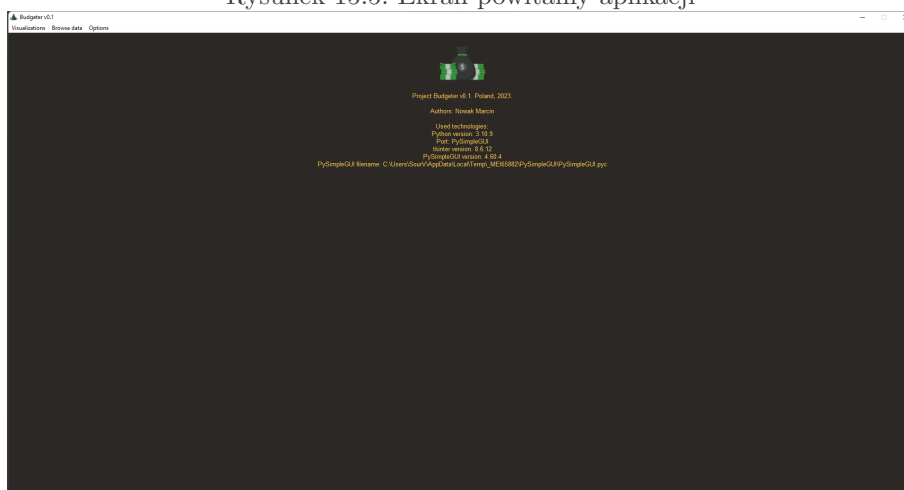 Rysunek 15.5: Ekran powitalny aplikacji
Budgeter v0.1
Visualizations Browse data Options
$
Project Budgeter v0.1. Poland, 2023.
Authors: Nowak Marcin
Used technologies:
Python version: 3.10.9
Port: PySimpleGUI
tkinter version: 8.6.12
PySimpleGUI version: 4.60.4
PySimpleGUI filename: C:\Users\SourV\AppData\Local\Temp\_MEI65882\PySimpleGUI\PySimpleGUI.pyc